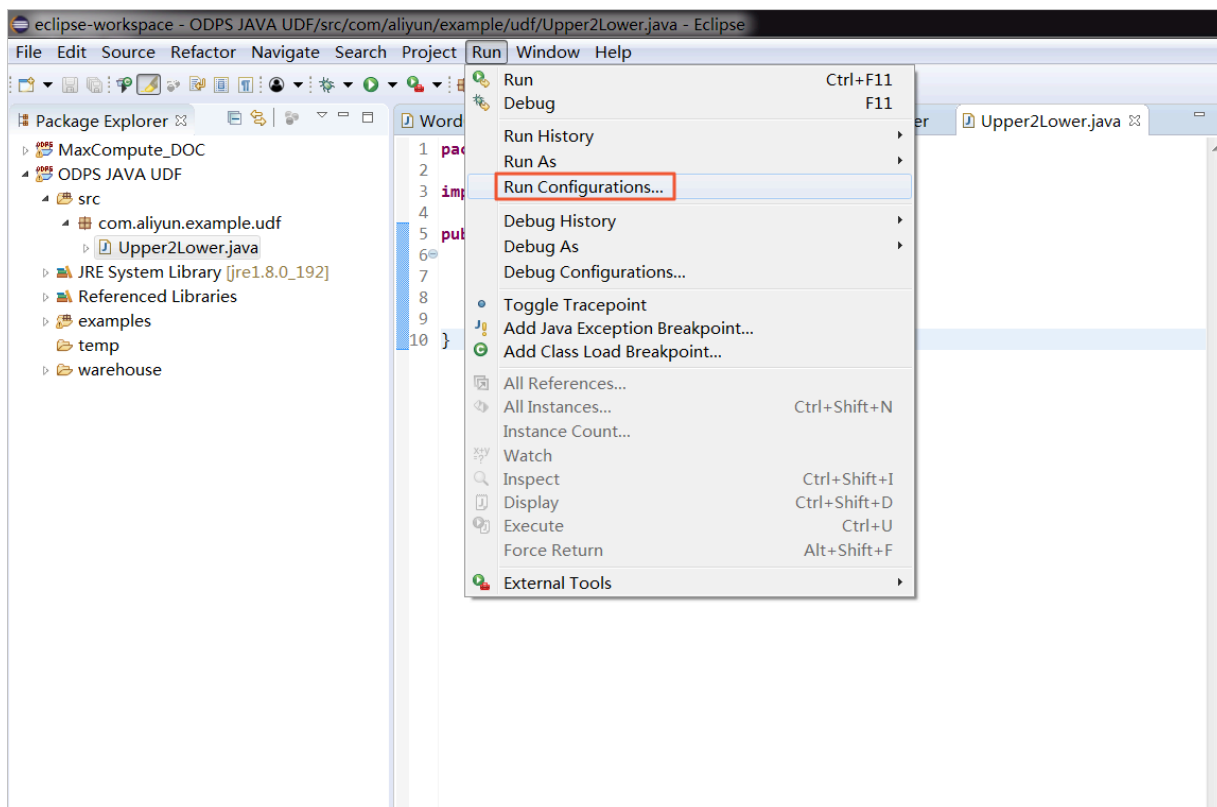 eclipse-workspace - ODPS JAVA UDF/src/com/aliyun/example/udf/Upper2Lower.java - Eclipse
File Edit Source Refactor Navigate Search Project Run Window Help
Package Explorer
MaxCompute_DOC
ODPS JAVA UDF
src
com.aliyun.example.udf
Upper2Lower.java
JRE System Library [jre1.8.0_192]
Referenced Libraries
examples
temp
warehouse
Word
er
Upper2Lower.java
1 pac
2
3 imp
4
5 pub
6
7
8
9
10 }
Run Ctrl+F11
Debug F11
Run History
Run As
Run Configurations...
Debug History
Debug As
Debug Configurations...
Toggle Tracepoint
Add Java Exception Breakpoint...
Add Class Load Breakpoint...
All References...
All Instances... Ctrl+Shift+N
Instance Count...
Watch
Inspect Ctrl+Shift+I
Display Ctrl+Shift+D
Execute Ctrl+U
Force Return Alt+Shift+F
External Tools